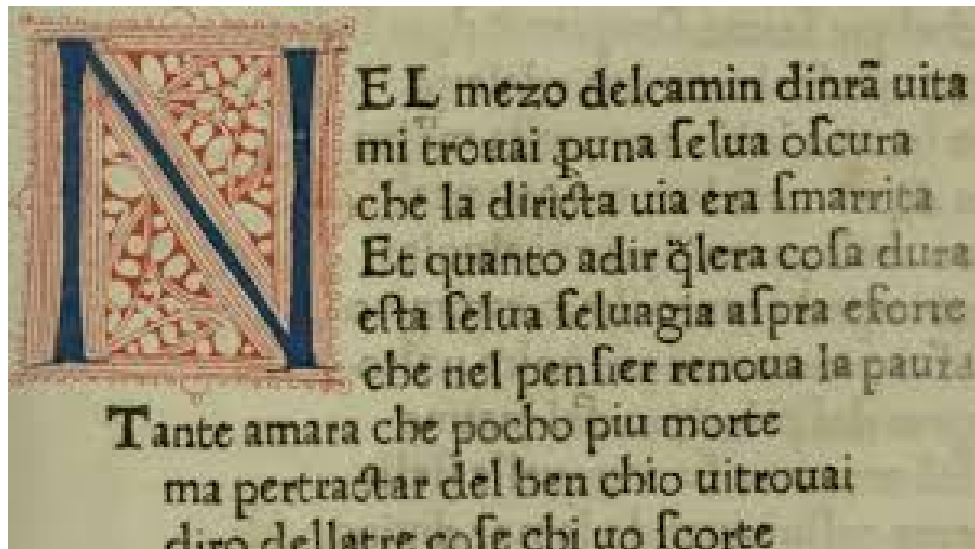 NEL mezo delcamin dinr̃a uita
mi trouai ꝑuna ſelua oſcura
che la diricta uia era ſmarrita
Et quanto adir q̃lera coſa dura
eſta ſelua ſeluagia aſpra eforte
che nel penſier renoua la paura
Tante amara che pocho piu morte
ma pertractar del ben chio uitrouai
diro dellatre coſe chi uo ſcorte